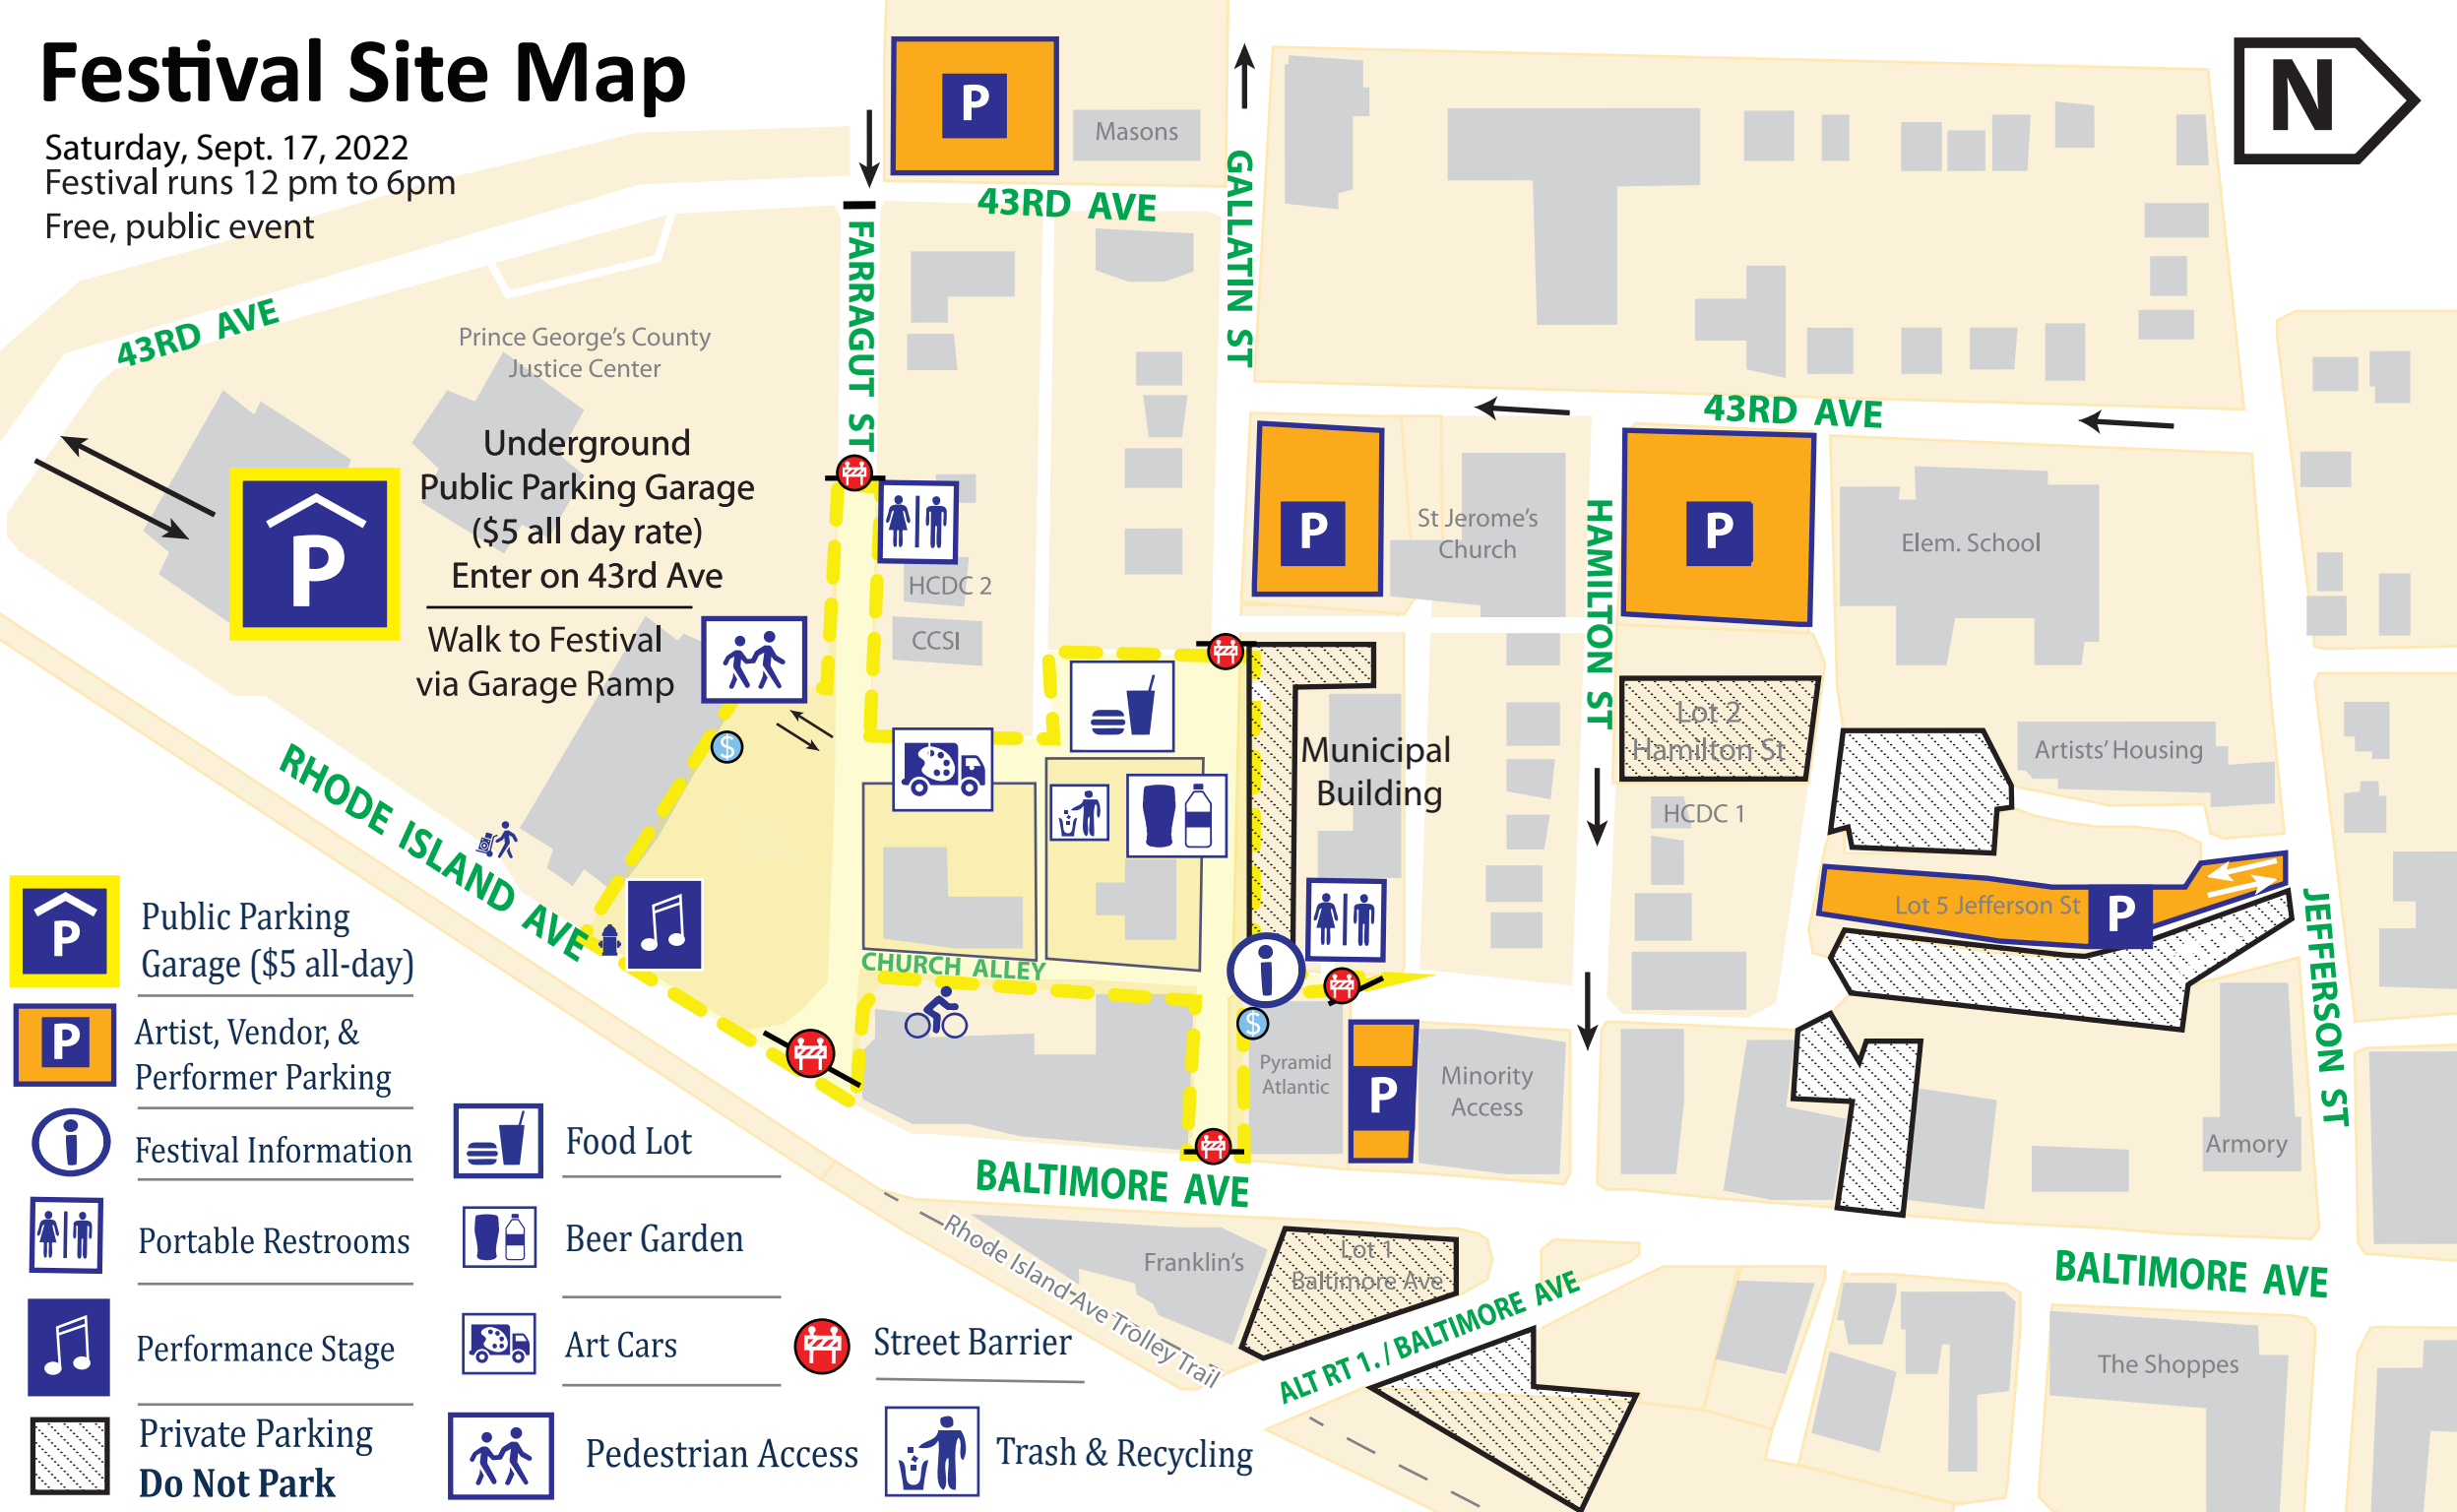 Festival Site Map
Saturday, Sept. 17, 2022
Festival runs 12 pm to 6pm
Free, public event
N
P
Masons
43RD AVE
GALLATIN ST
FARRAGUT ST
43RD AVE
Prince George's County
Justice Center
Underground
Public Parking Garage
($5 all day rate)
Enter on 43rd Ave
Walk to Festival
via Garage Ramp
P
43RD AVE
P
St Jerome's
Church
HAMILTON ST
P
Elem. School
HCDC 2
CCSI
$
Municipal
Building
Lot 2
Hamilton St
HCDC 1
Artists' Housing
Lot 5 Jefferson St
P
JEFFERSON ST
RHODE ISLAND AVE
CHURCH ALLEY
i
$
Pyramid
Atlantic
P
Minority
Access
Armory
BALTIMORE AVE
Rhode Island Ave Trolley Trail
Franklin's
Lot 1
Baltimore Ave
ALT RT 1. / BALTIMORE AVE
BALTIMORE AVE
The Shoppes
P
Public Parking
Garage ($5 all-day)
P
Artist, Vendor, &
Performer Parking
i
Festival Information
Portable Restrooms
Performance Stage
Private Parking
Do Not Park
Food Lot
Beer Garden
Art Cars
Pedestrian Access
Street Barrier
Trash & Recycling